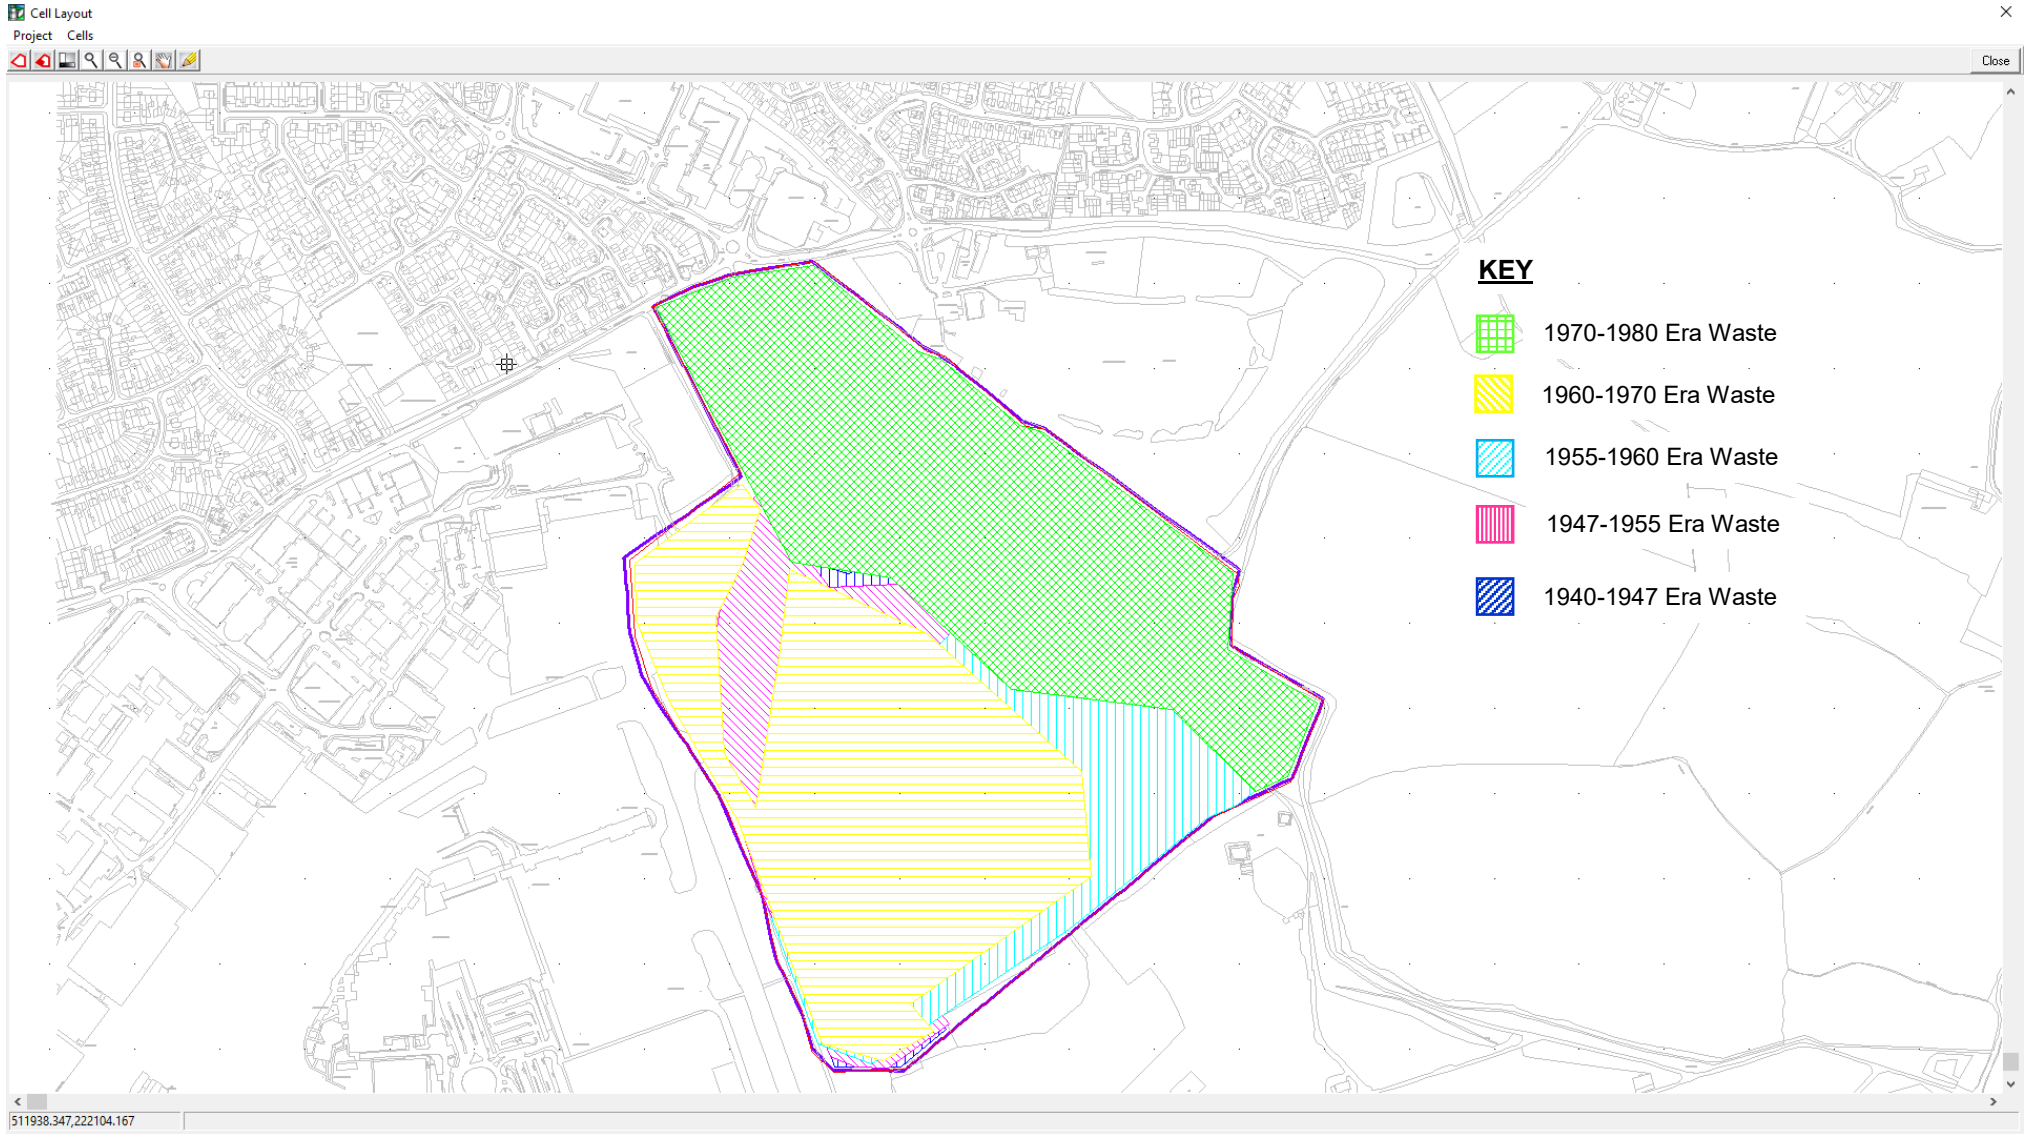 Cell Layout
Project Cells
Close
KEY
1970-1980 Era Waste
1960-1970 Era Waste
1955-1960 Era Waste
1947-1955 Era Waste
1940-1947 Era Waste
511938.347,222104.167